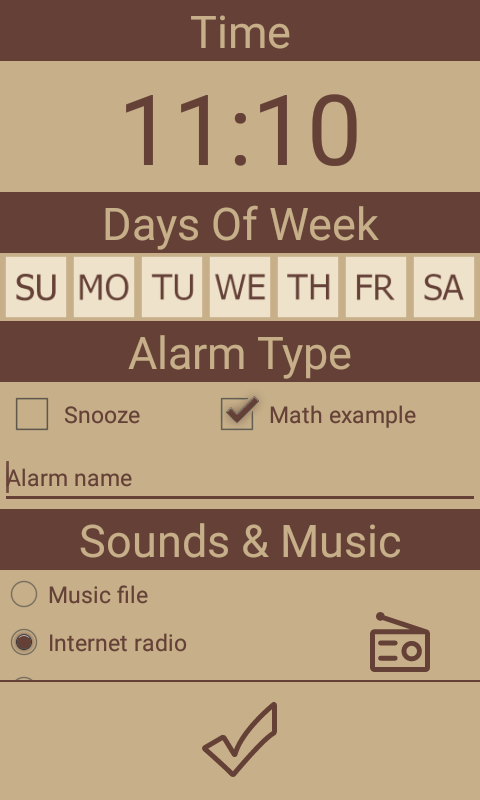 Time
11:10
Days Of Week
SU MO TU WE TH FR SA
Alarm Type
Snooze Math example
Alarm name
Sounds & Music
Music file
Internet radio